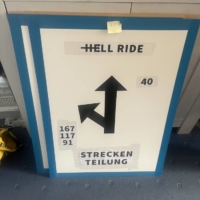 HELL RIDE
40
167
117
91
STRECKEN
TEILUNG